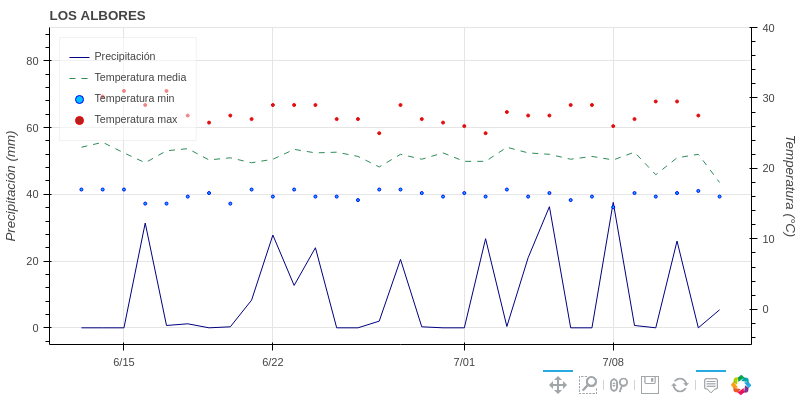 LOS ALBORES
Precipitación
Temperatura media
Temperatura min
Temperatura max
Precipitación (mm)
80
60
40
20
0
Temperatura (°C)
40
30
20
10
0
6/15
6/22
7/01
7/08